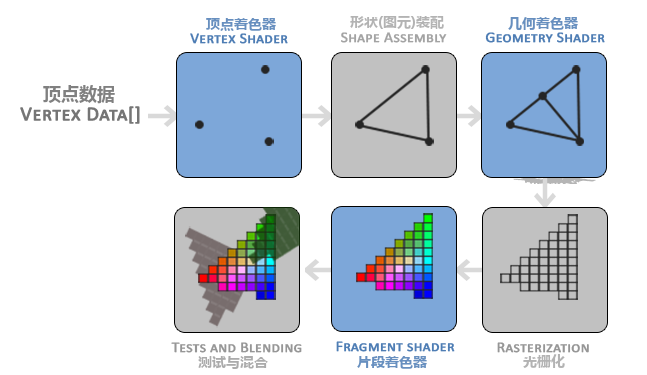 顶点着色器
VERTEX SHADER
形状(图元)装配
SHAPE ASSEMBLY
几何着色器
GEOMETRY SHADER
顶点数据
VERTEX DATA[]
TESTS AND BLENDING
测试与混合
FRAGMENT SHADER
片段着色器
RASTERIZATION
光栅化